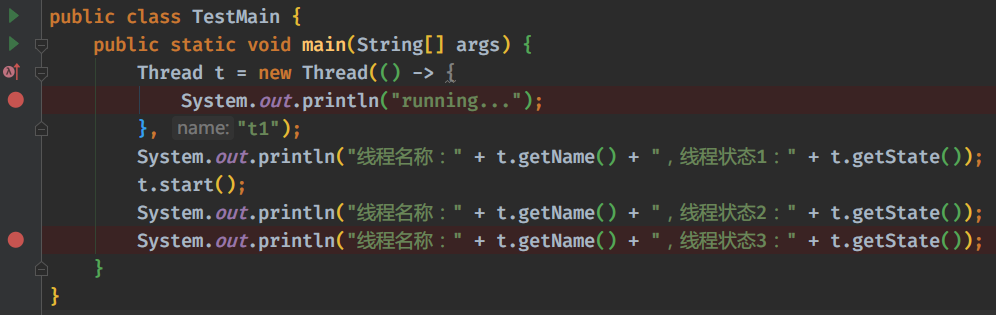 public class TestMain {
public static void main(String[] args) {
Thread t = new Thread(() -> {
System.out.println("running...");
}, name: "t1");
System.out.println("线程名称：" + t.getName() + "，线程状态1：" + t.getState());
t.start();
System.out.println("线程名称：" + t.getName() + "，线程状态2：" + t.getState());
System.out.println("线程名称：" + t.getName() + "，线程状态3：" + t.getState());
}
}